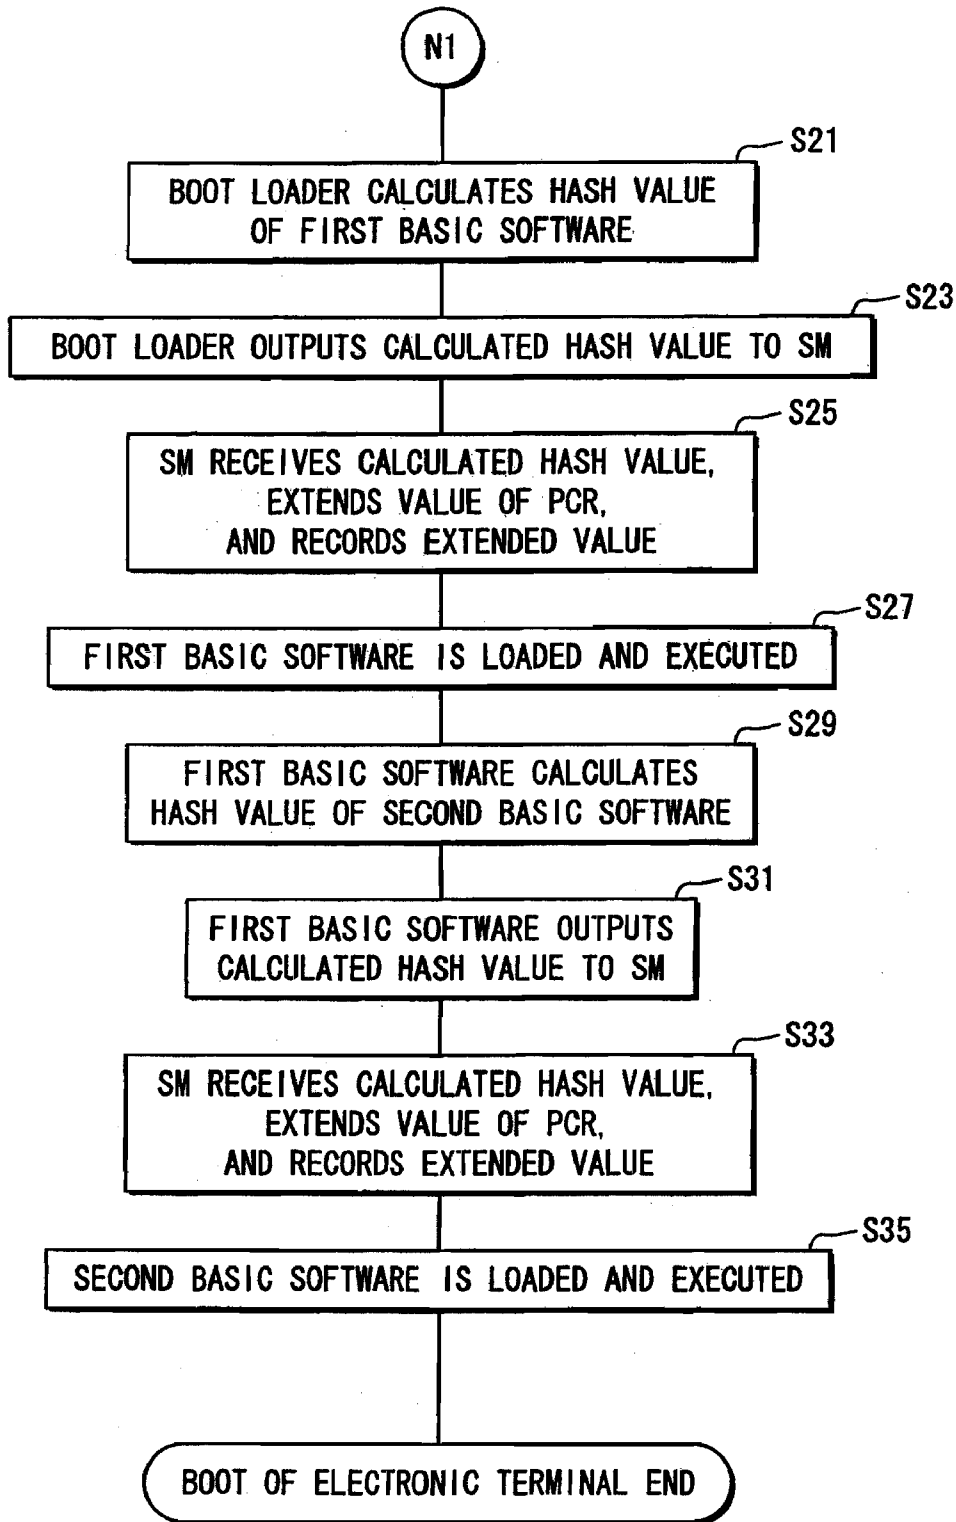 N1
S21
BOOT LOADER CALCULATES HASH VALUE
OF FIRST BASIC SOFTWARE
S23
BOOT LOADER OUTPUTS CALCULATED HASH VALUE TO SM
S25
SM RECEIVES CALCULATED HASH VALUE,
EXTENDS VALUE OF PCR,
AND RECORDS EXTENDED VALUE
S27
FIRST BASIC SOFTWARE IS LOADED AND EXECUTED
S29
FIRST BASIC SOFTWARE CALCULATES
HASH VALUE OF SECOND BASIC SOFTWARE
S31
FIRST BASIC SOFTWARE OUTPUTS
CALCULATED HASH VALUE TO SM
S33
SM RECEIVES CALCULATED HASH VALUE,
EXTENDS VALUE OF PCR,
AND RECORDS EXTENDED VALUE
S35
SECOND BASIC SOFTWARE IS LOADED AND EXECUTED
BOOT OF ELECTRONIC TERMINAL END